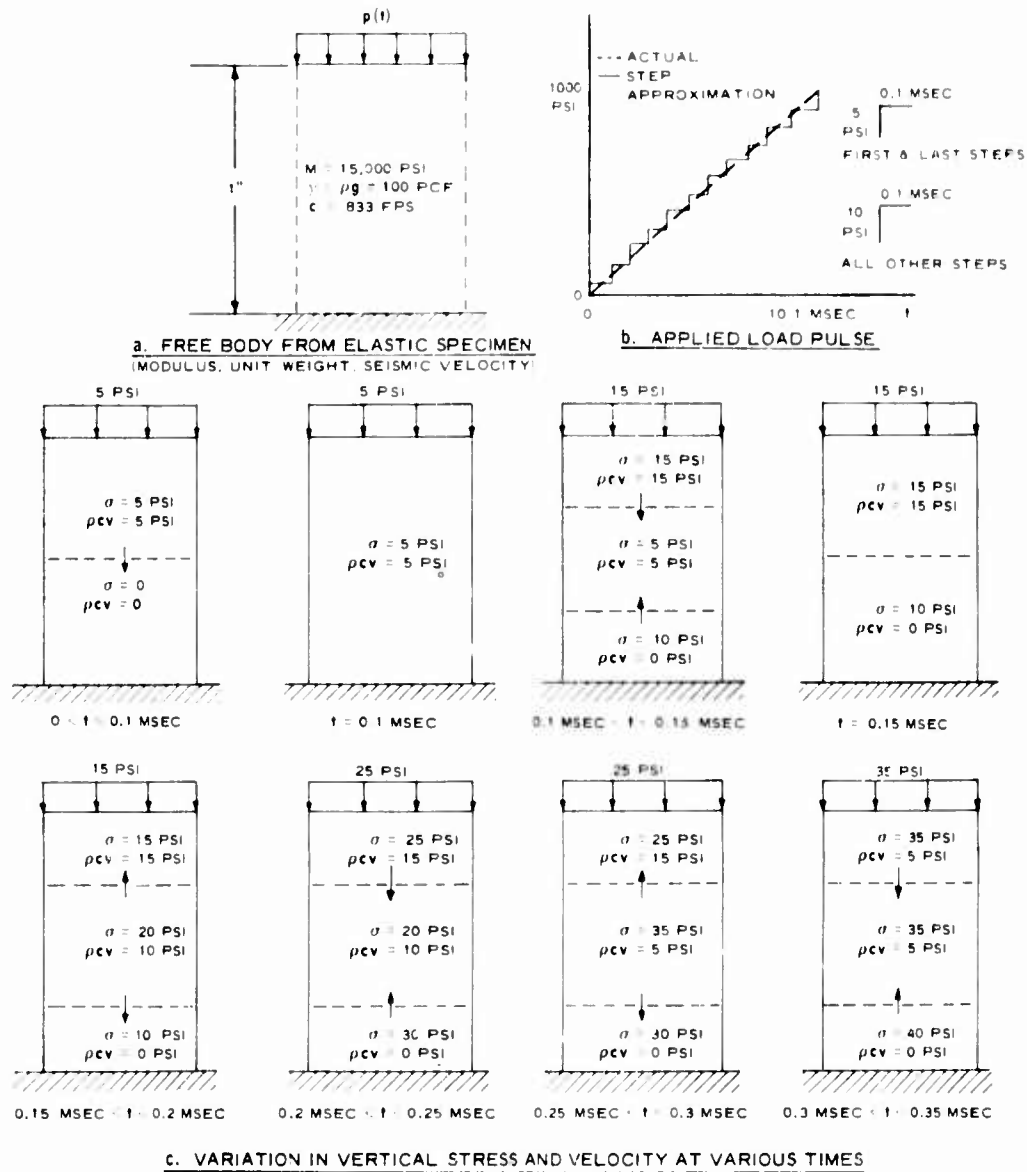 p(t)
1"
M = 15,000 PSI
γ = ρg = 100 PCF
c = 833 FPS
a. FREE BODY FROM ELASTIC SPECIMEN
(MODULUS, UNIT WEIGHT, SEISMIC VELOCITY)
--- ACTUAL
— STEP
APPROXIMATION
1000
PSI
0
0
10.1 MSEC
t
0.1 MSEC
5
PSI
FIRST & LAST STEPS
0.1 MSEC
10
PSI
ALL OTHER STEPS
b. APPLIED LOAD PULSE
5 PSI
σ = 5 PSI
ρcv = 5 PSI
σ = 0
ρcv = 0
0 < t < 0.1 MSEC
5 PSI
σ = 5 PSI
ρcv = 5 PSI
t = 0.1 MSEC
15 PSI
σ = 15 PSI
ρcv = 15 PSI
σ = 5 PSI
ρcv = 5 PSI
σ = 10 PSI
ρcv = 0 PSI
0.1 MSEC < t < 0.15 MSEC
15 PSI
σ = 15 PSI
ρcv = 15 PSI
σ = 10 PSI
ρcv = 0 PSI
t = 0.15 MSEC
15 PSI
σ = 15 PSI
ρcv = 15 PSI
σ = 20 PSI
ρcv = 10 PSI
σ = 10 PSI
ρcv = 0 PSI
0.15 MSEC < t < 0.2 MSEC
25 PSI
σ = 25 PSI
ρcv = 15 PSI
σ = 20 PSI
ρcv = 10 PSI
σ = 30 PSI
ρcv = 0 PSI
0.2 MSEC < t < 0.25 MSEC
25 PSI
σ = 25 PSI
ρcv = 15 PSI
σ = 35 PSI
ρcv = 5 PSI
σ = 30 PSI
ρcv = 0 PSI
0.25 MSEC < t < 0.3 MSEC
35 PSI
σ = 35 PSI
ρcv = 5 PSI
σ = 35 PSI
ρcv = 5 PSI
σ = 40 PSI
ρcv = 0 PSI
0.3 MSEC < t < 0.35 MSEC
c. VARIATION IN VERTICAL STRESS AND VELOCITY AT VARIOUS TIMES